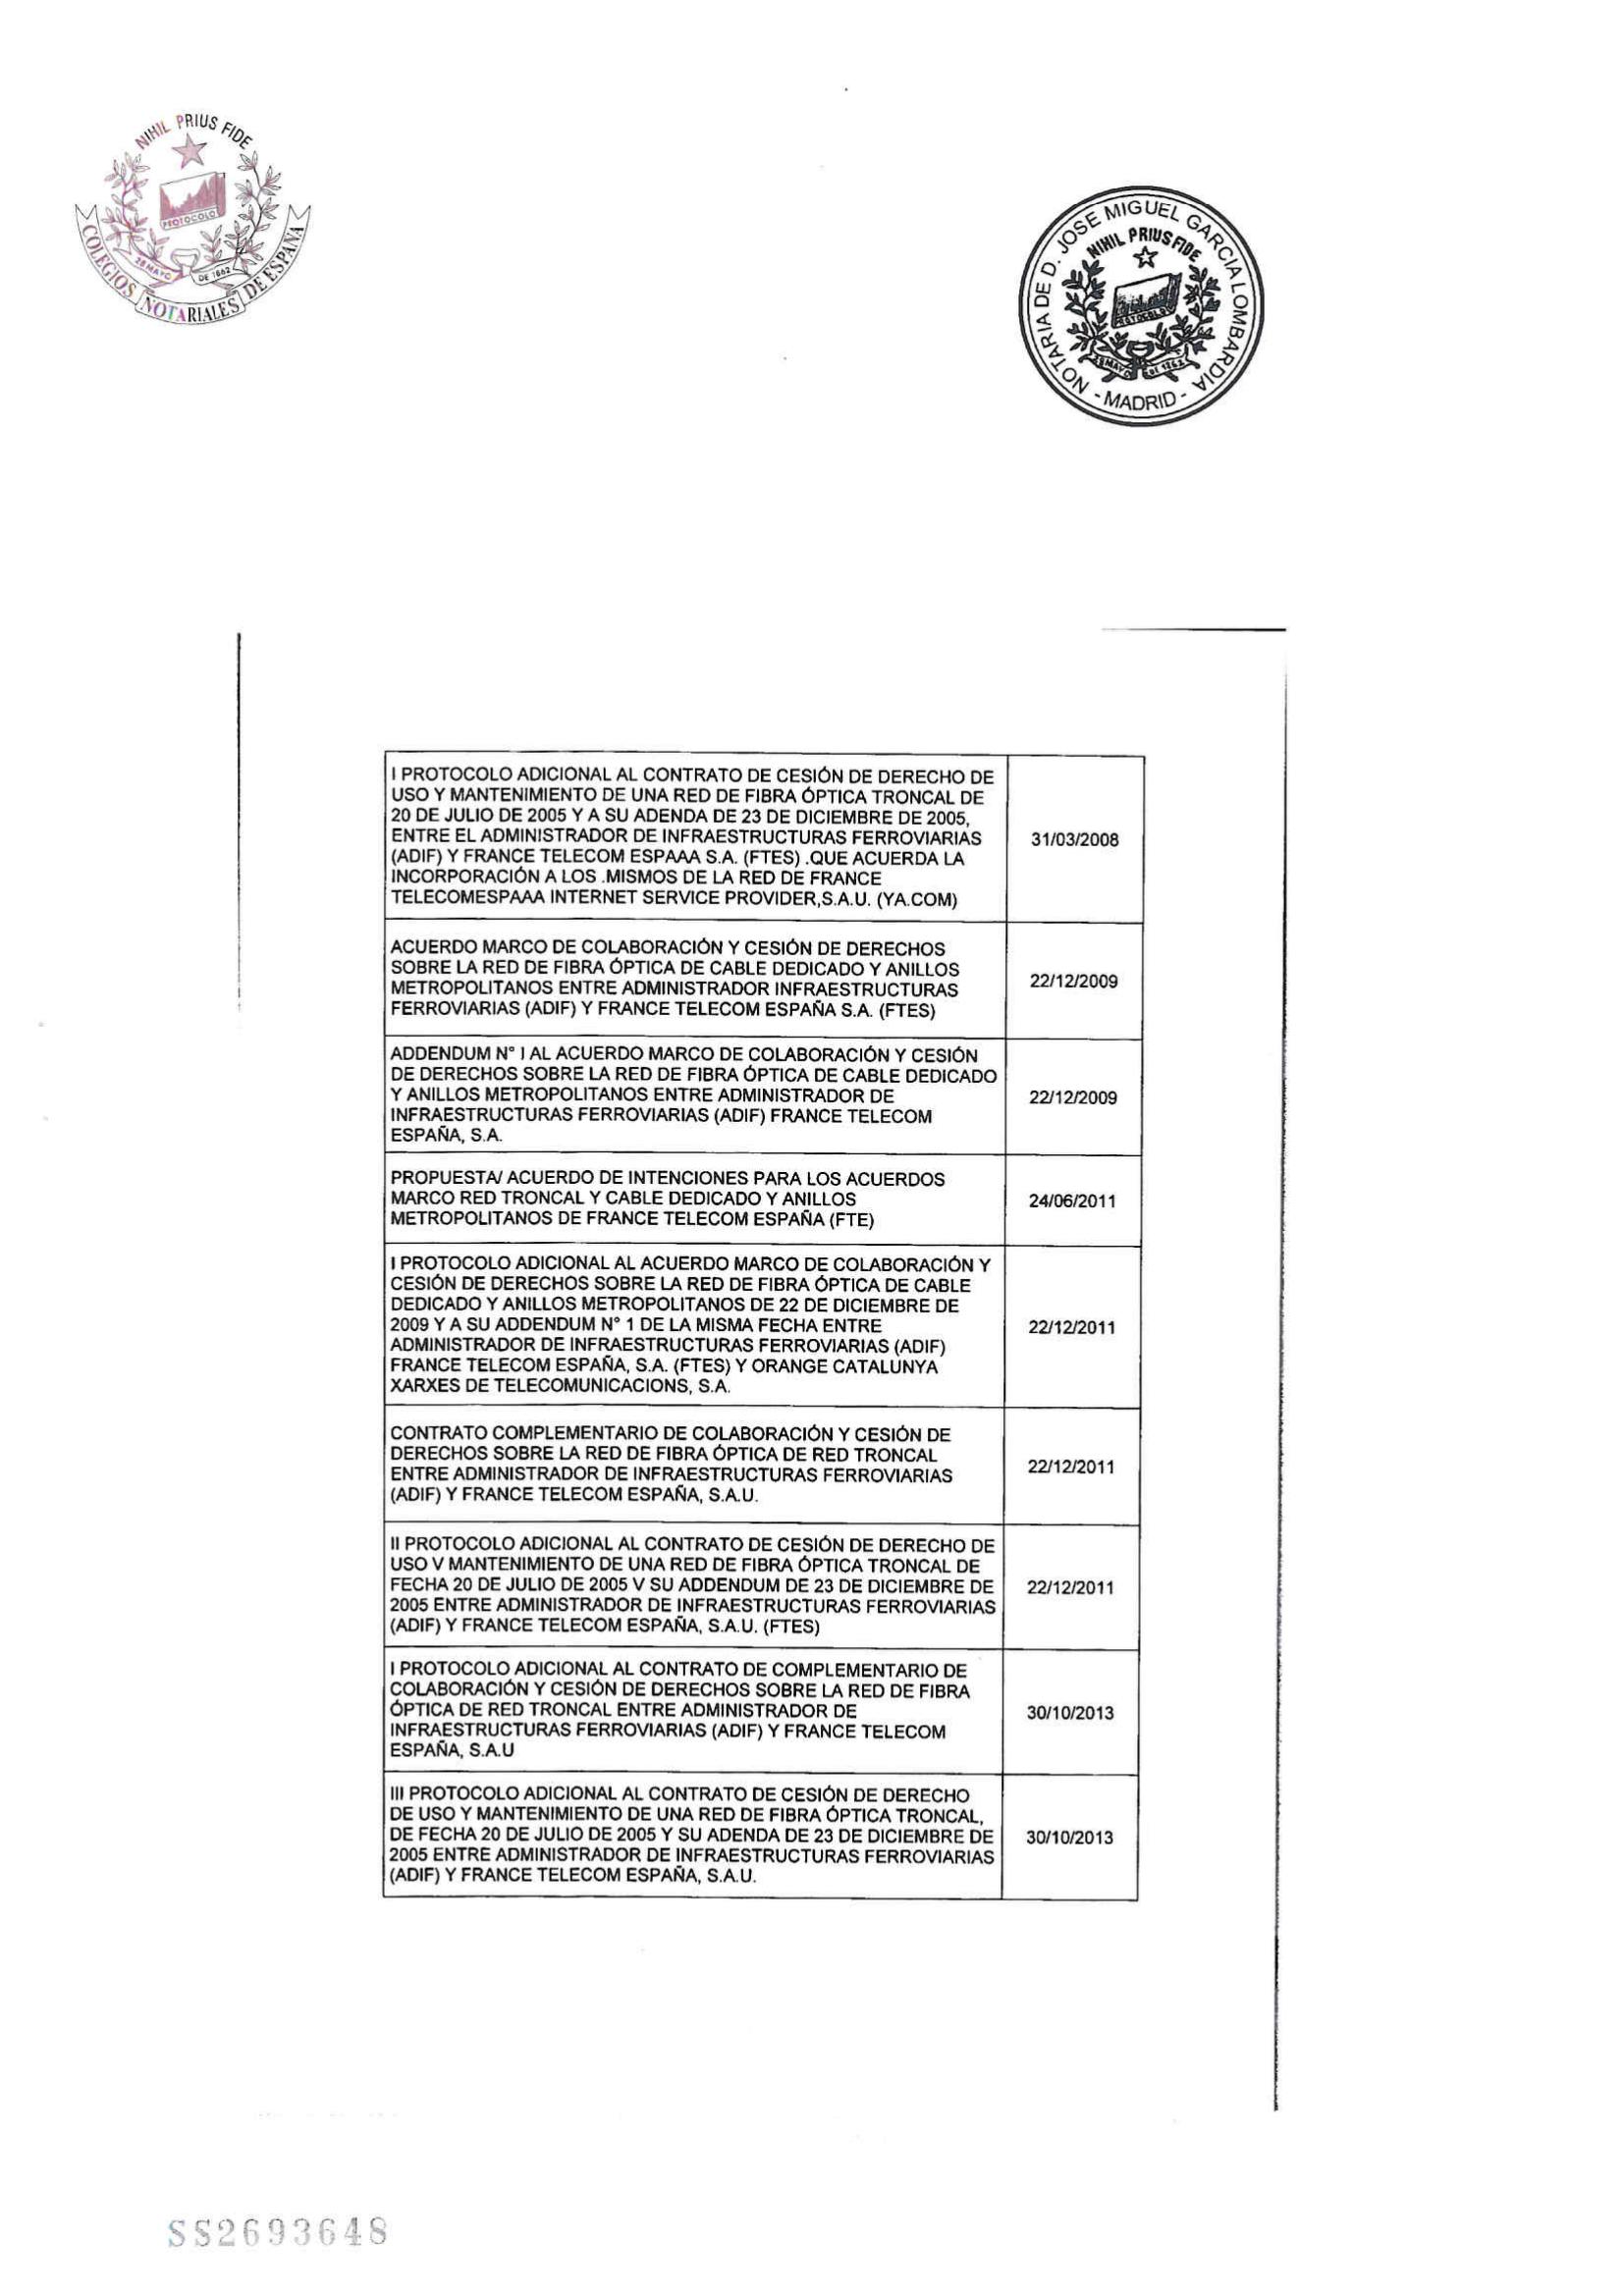 NIHIL PRIUS FIDE
PROTOCOLO
28 MAYO DE 1862
COLEGIOS NOTARIALES DE ESPAÑA
NOTARIA DE D. JOSE MIGUEL GARCIA LOMBARDIA
NIHIL PRIUS FIDE
PROTOCOLO
28 MAYO DE 1262
- MADRID -
I PROTOCOLO ADICIONAL AL CONTRATO DE CESIÓN DE DERECHO DE
USO Y MANTENIMIENTO DE UNA RED DE FIBRA ÓPTICA TRONCAL DE
20 DE JULIO DE 2005 Y A SU ADENDA DE 23 DE DICIEMBRE DE 2005,
ENTRE EL ADMINISTRADOR DE INFRAESTRUCTURAS FERROVIARIAS
(ADIF) Y FRANCE TELECOM ESPAAA S.A. (FTES) .QUE ACUERDA LA
INCORPORACIÓN A LOS .MISMOS DE LA RED DE FRANCE
TELECOMESPAAA INTERNET SERVICE PROVIDER,S.A.U. (YA.COM)
31/03/2008
ACUERDO MARCO DE COLABORACIÓN Y CESIÓN DE DERECHOS
SOBRE LA RED DE FIBRA ÓPTICA DE CABLE DEDICADO Y ANILLOS
METROPOLITANOS ENTRE ADMINISTRADOR INFRAESTRUCTURAS
FERROVIARIAS (ADIF) Y FRANCE TELECOM ESPAÑA S.A. (FTES)
22/12/2009
ADDENDUM N° I AL ACUERDO MARCO DE COLABORACIÓN Y CESIÓN
DE DERECHOS SOBRE LA RED DE FIBRA ÓPTICA DE CABLE DEDICADO
Y ANILLOS METROPOLITANOS ENTRE ADMINISTRADOR DE
INFRAESTRUCTURAS FERROVIARIAS (ADIF) FRANCE TELECOM
ESPAÑA, S.A.
22/12/2009
PROPUESTA/ ACUERDO DE INTENCIONES PARA LOS ACUERDOS
MARCO RED TRONCAL Y CABLE DEDICADO Y ANILLOS
METROPOLITANOS DE FRANCE TELECOM ESPAÑA (FTE)
24/06/2011
I PROTOCOLO ADICIONAL AL ACUERDO MARCO DE COLABORACIÓN Y
CESIÓN DE DERECHOS SOBRE LA RED DE FIBRA ÓPTICA DE CABLE
DEDICADO Y ANILLOS METROPOLITANOS DE 22 DE DICIEMBRE DE
2009 Y A SU ADDENDUM N° 1 DE LA MISMA FECHA ENTRE
ADMINISTRADOR DE INFRAESTRUCTURAS FERROVIARIAS (ADIF)
FRANCE TELECOM ESPAÑA, S.A. (FTES) Y ORANGE CATALUNYA
XARXES DE TELECOMUNICACIONS, S.A.
22/12/2011
CONTRATO COMPLEMENTARIO DE COLABORACIÓN Y CESIÓN DE
DERECHOS SOBRE LA RED DE FIBRA ÓPTICA DE RED TRONCAL
ENTRE ADMINISTRADOR DE INFRAESTRUCTURAS FERROVIARIAS
(ADIF) Y FRANCE TELECOM ESPAÑA, S.A.U.
22/12/2011
II PROTOCOLO ADICIONAL AL CONTRATO DE CESIÓN DE DERECHO DE
USO V MANTENIMIENTO DE UNA RED DE FIBRA ÓPTICA TRONCAL DE
FECHA 20 DE JULIO DE 2005 V SU ADDENDUM DE 23 DE DICIEMBRE DE
2005 ENTRE ADMINISTRADOR DE INFRAESTRUCTURAS FERROVIARIAS
(ADIF) Y FRANCE TELECOM ESPAÑA, S.A.U. (FTES)
22/12/2011
I PROTOCOLO ADICIONAL AL CONTRATO DE COMPLEMENTARIO DE
COLABORACIÓN Y CESIÓN DE DERECHOS SOBRE LA RED DE FIBRA
ÓPTICA DE RED TRONCAL ENTRE ADMINISTRADOR DE
INFRAESTRUCTURAS FERROVIARIAS (ADIF) Y FRANCE TELECOM
ESPAÑA, S.A.U
30/10/2013
III PROTOCOLO ADICIONAL AL CONTRATO DE CESIÓN DE DERECHO
DE USO Y MANTENIMIENTO DE UNA RED DE FIBRA ÓPTICA TRONCAL,
DE FECHA 20 DE JULIO DE 2005 Y SU ADENDA DE 23 DE DICIEMBRE DE
2005 ENTRE ADMINISTRADOR DE INFRAESTRUCTURAS FERROVIARIAS
(ADIF) Y FRANCE TELECOM ESPAÑA, S.A.U.
30/10/2013
SS2693648